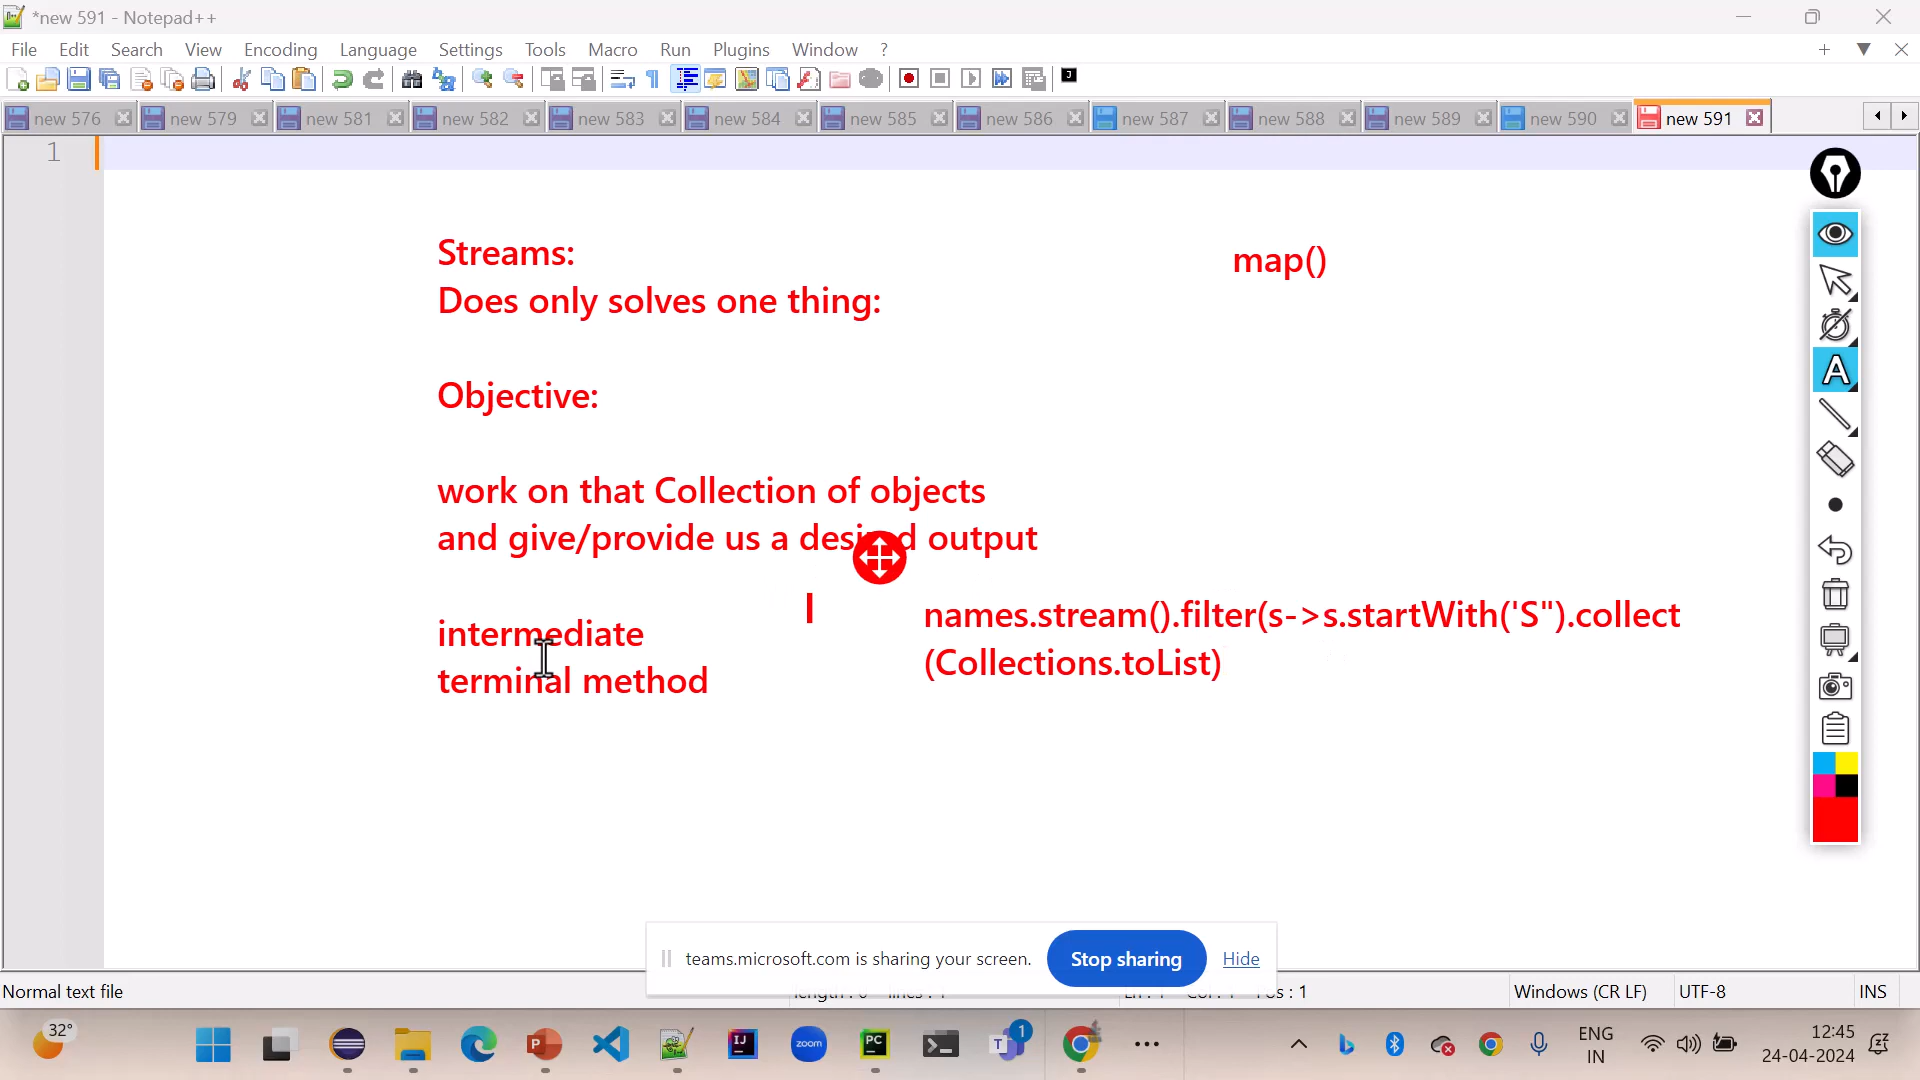 *new 591 - Notepad++
File Edit Search View Encoding Language Settings Tools Macro Run Plugins Window ?
new 576 new 579 new 581 new 582 new 583 new 584 new 585 new 586 new 587 new 588 new 589 new 590 new 591
1
Streams:
map()
Does only solves one thing:
Objective:
work on that Collection of objects
and give/provide us a desired output
names.stream().filter(s->s.startWith('S").collect
intermediate
(Collections.toList)
terminal method
teams.microsoft.com is sharing your screen. Stop sharing Hide
Normal text file Windows (CR LF) UTF-8 INS
32° zoom 1 ENG 12:45
IN 24-04-2024